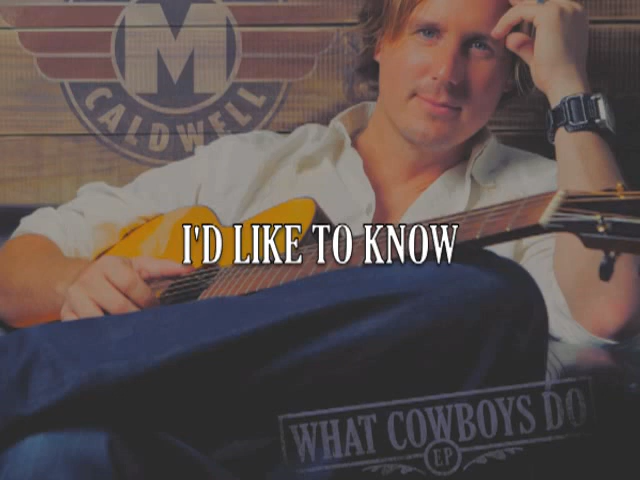 M
CALDWELL
I'D LIKE TO KNOW
WHAT COWBOYS DO
EP